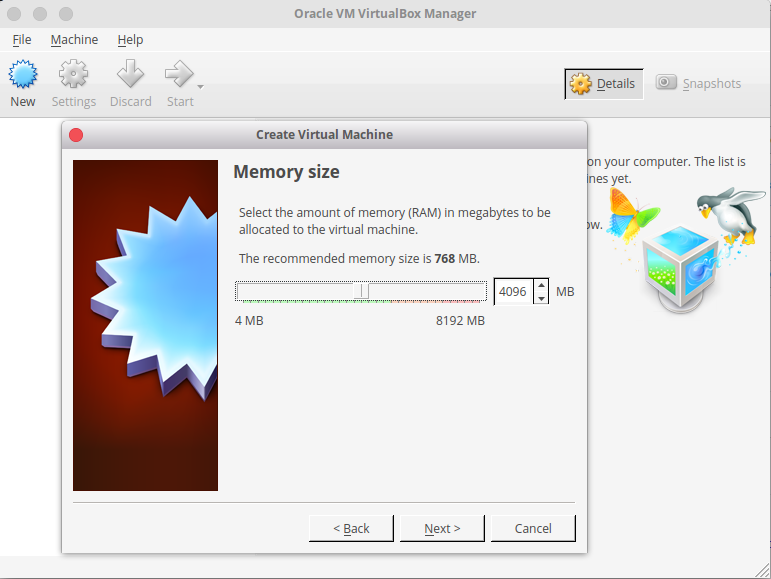 Oracle VM VirtualBox Manager
File Machine Help
New Settings Discard Start
Details Snapshots
Create Virtual Machine
on your computer. The list is
ines yet.
ow.
Memory size
Select the amount of memory (RAM) in megabytes to be
allocated to the virtual machine.
The recommended memory size is 768 MB.
4096 MB
4 MB 8192 MB
< Back Next > Cancel